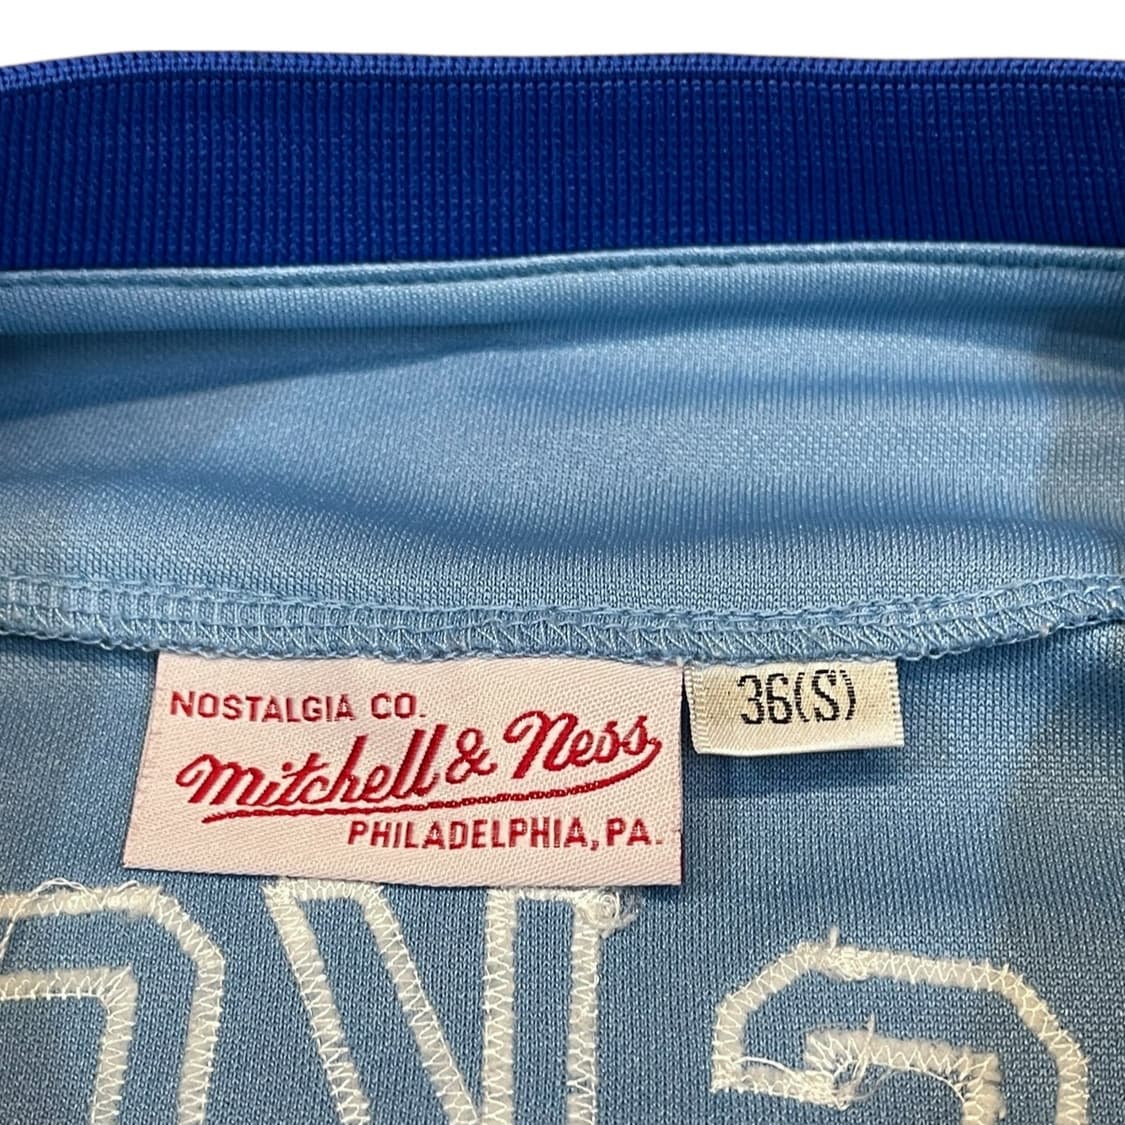 NOSTALGIA CO.
Mitchell & Ness
PHILADELPHIA, PA.
36(S)